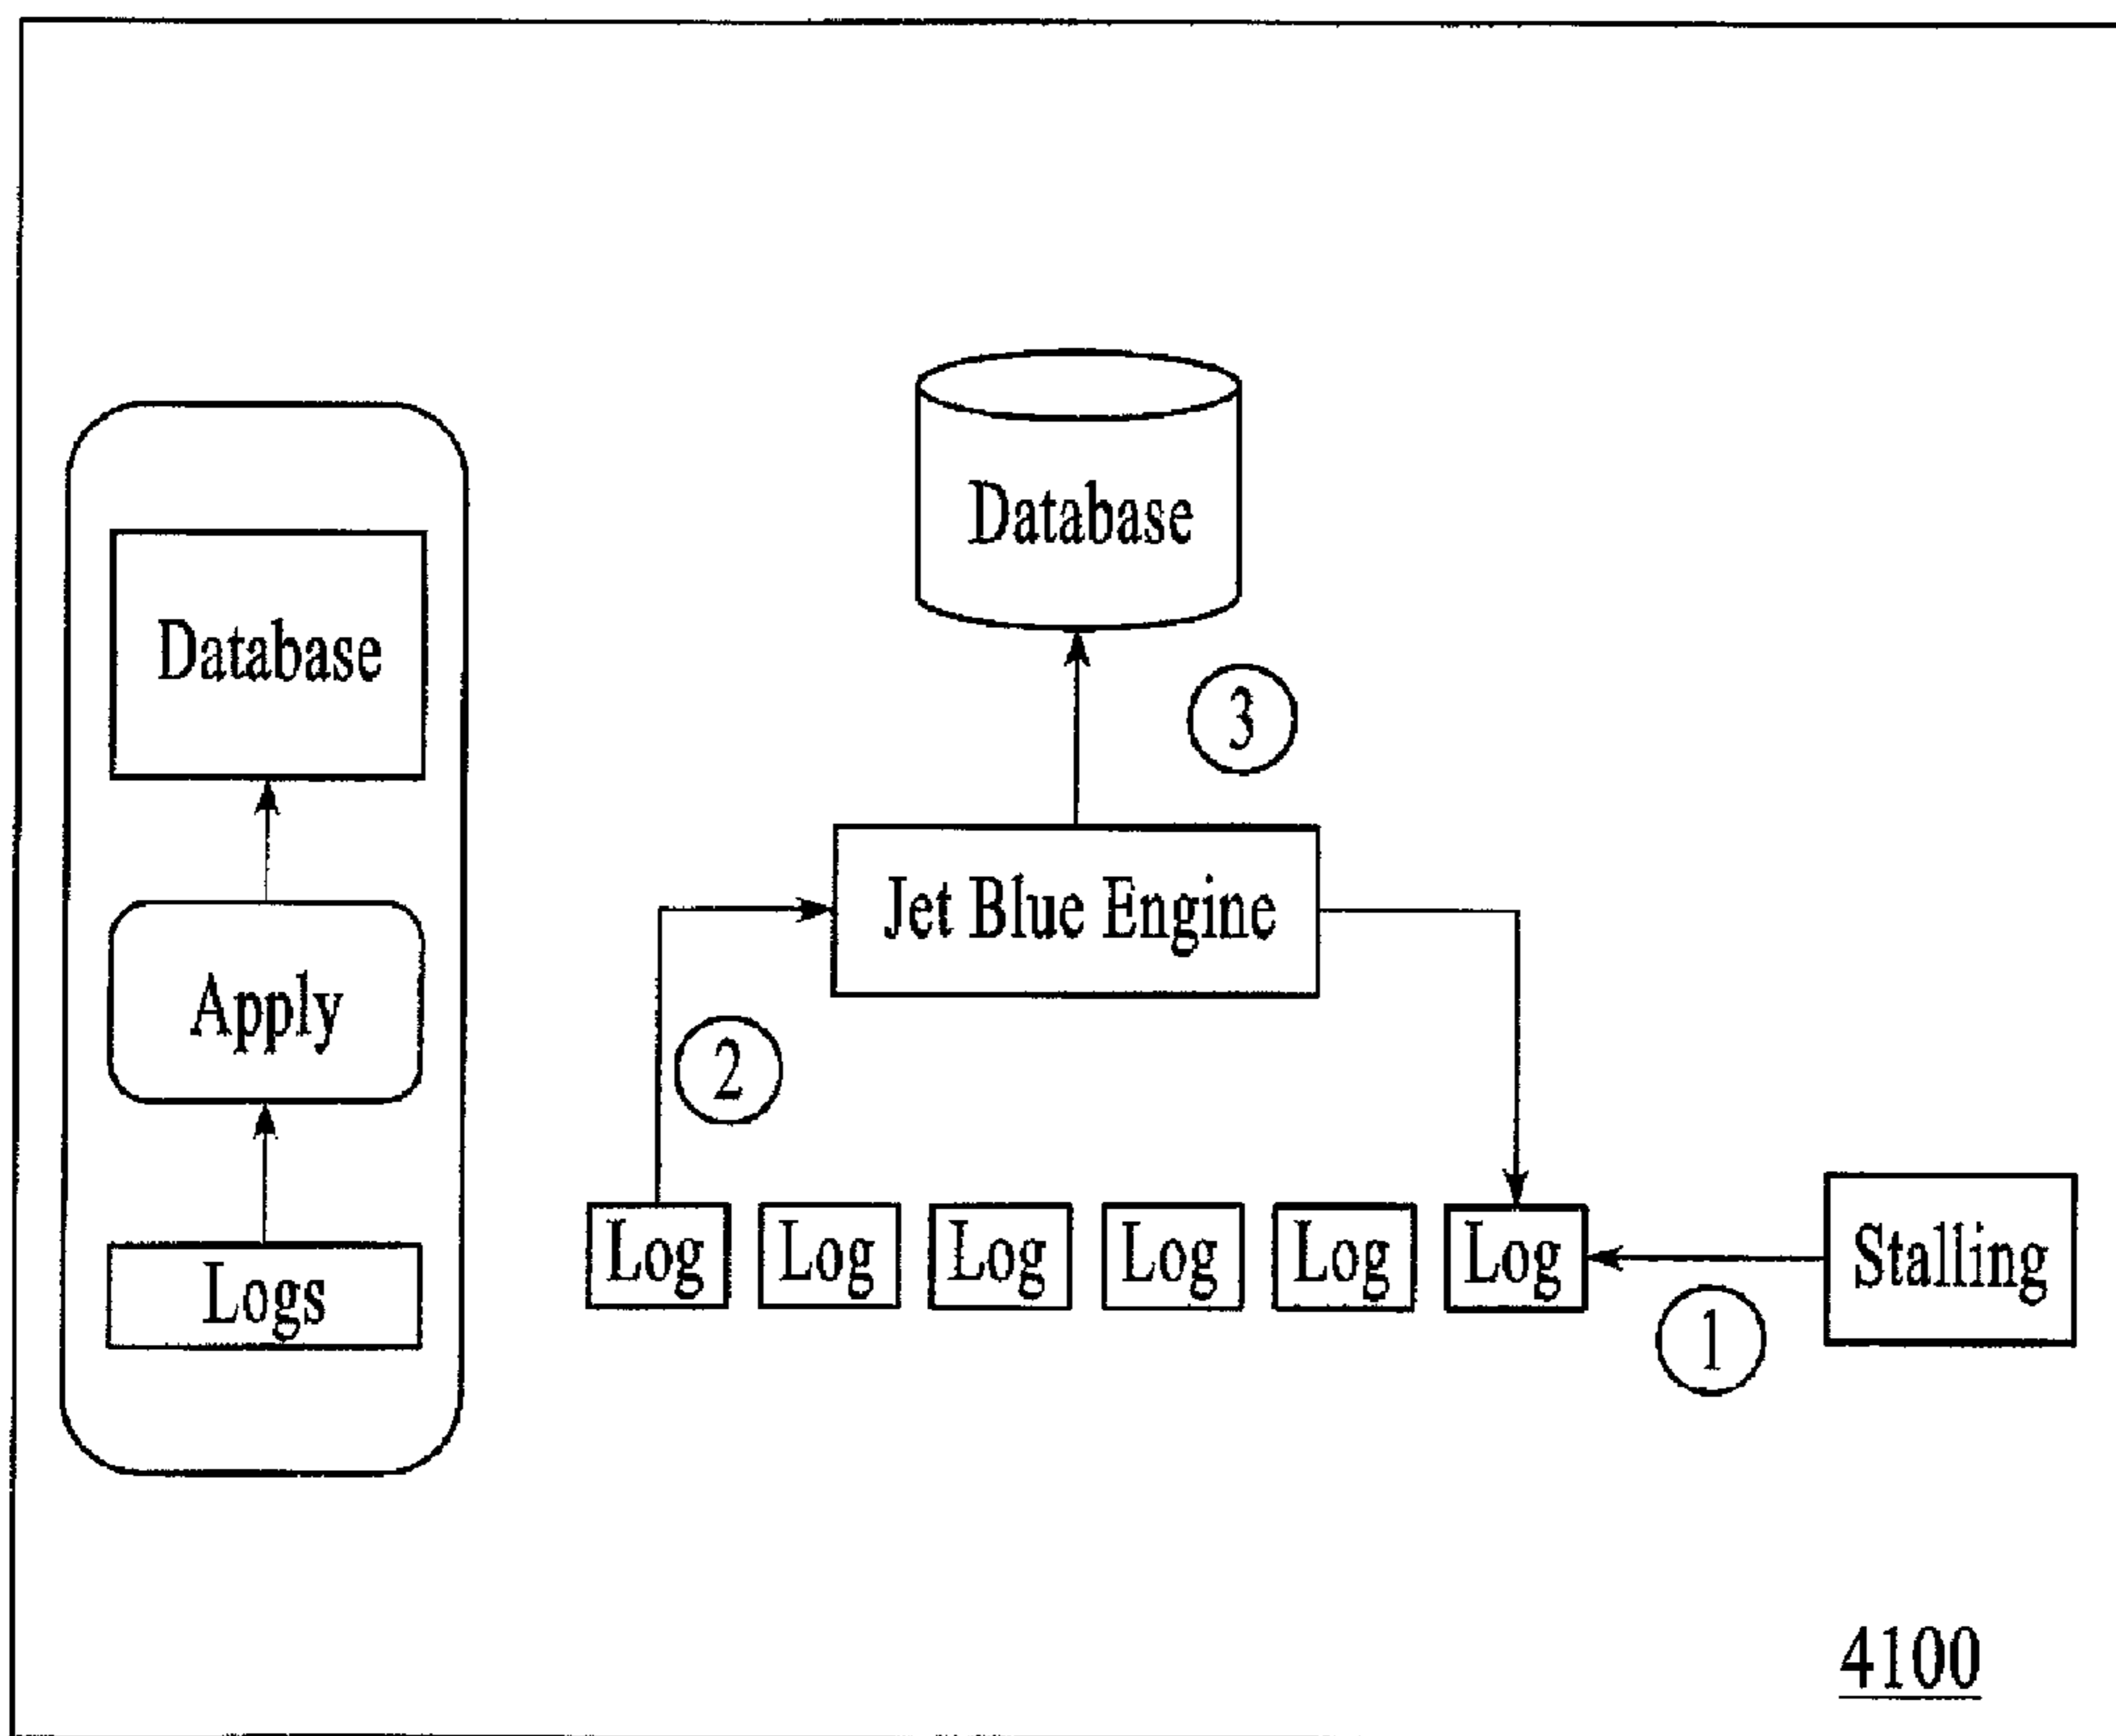 Database
Apply
Logs
Database
3
Jet Blue Engine
2
Log Log Log Log Log Log
Stalling
1
4100